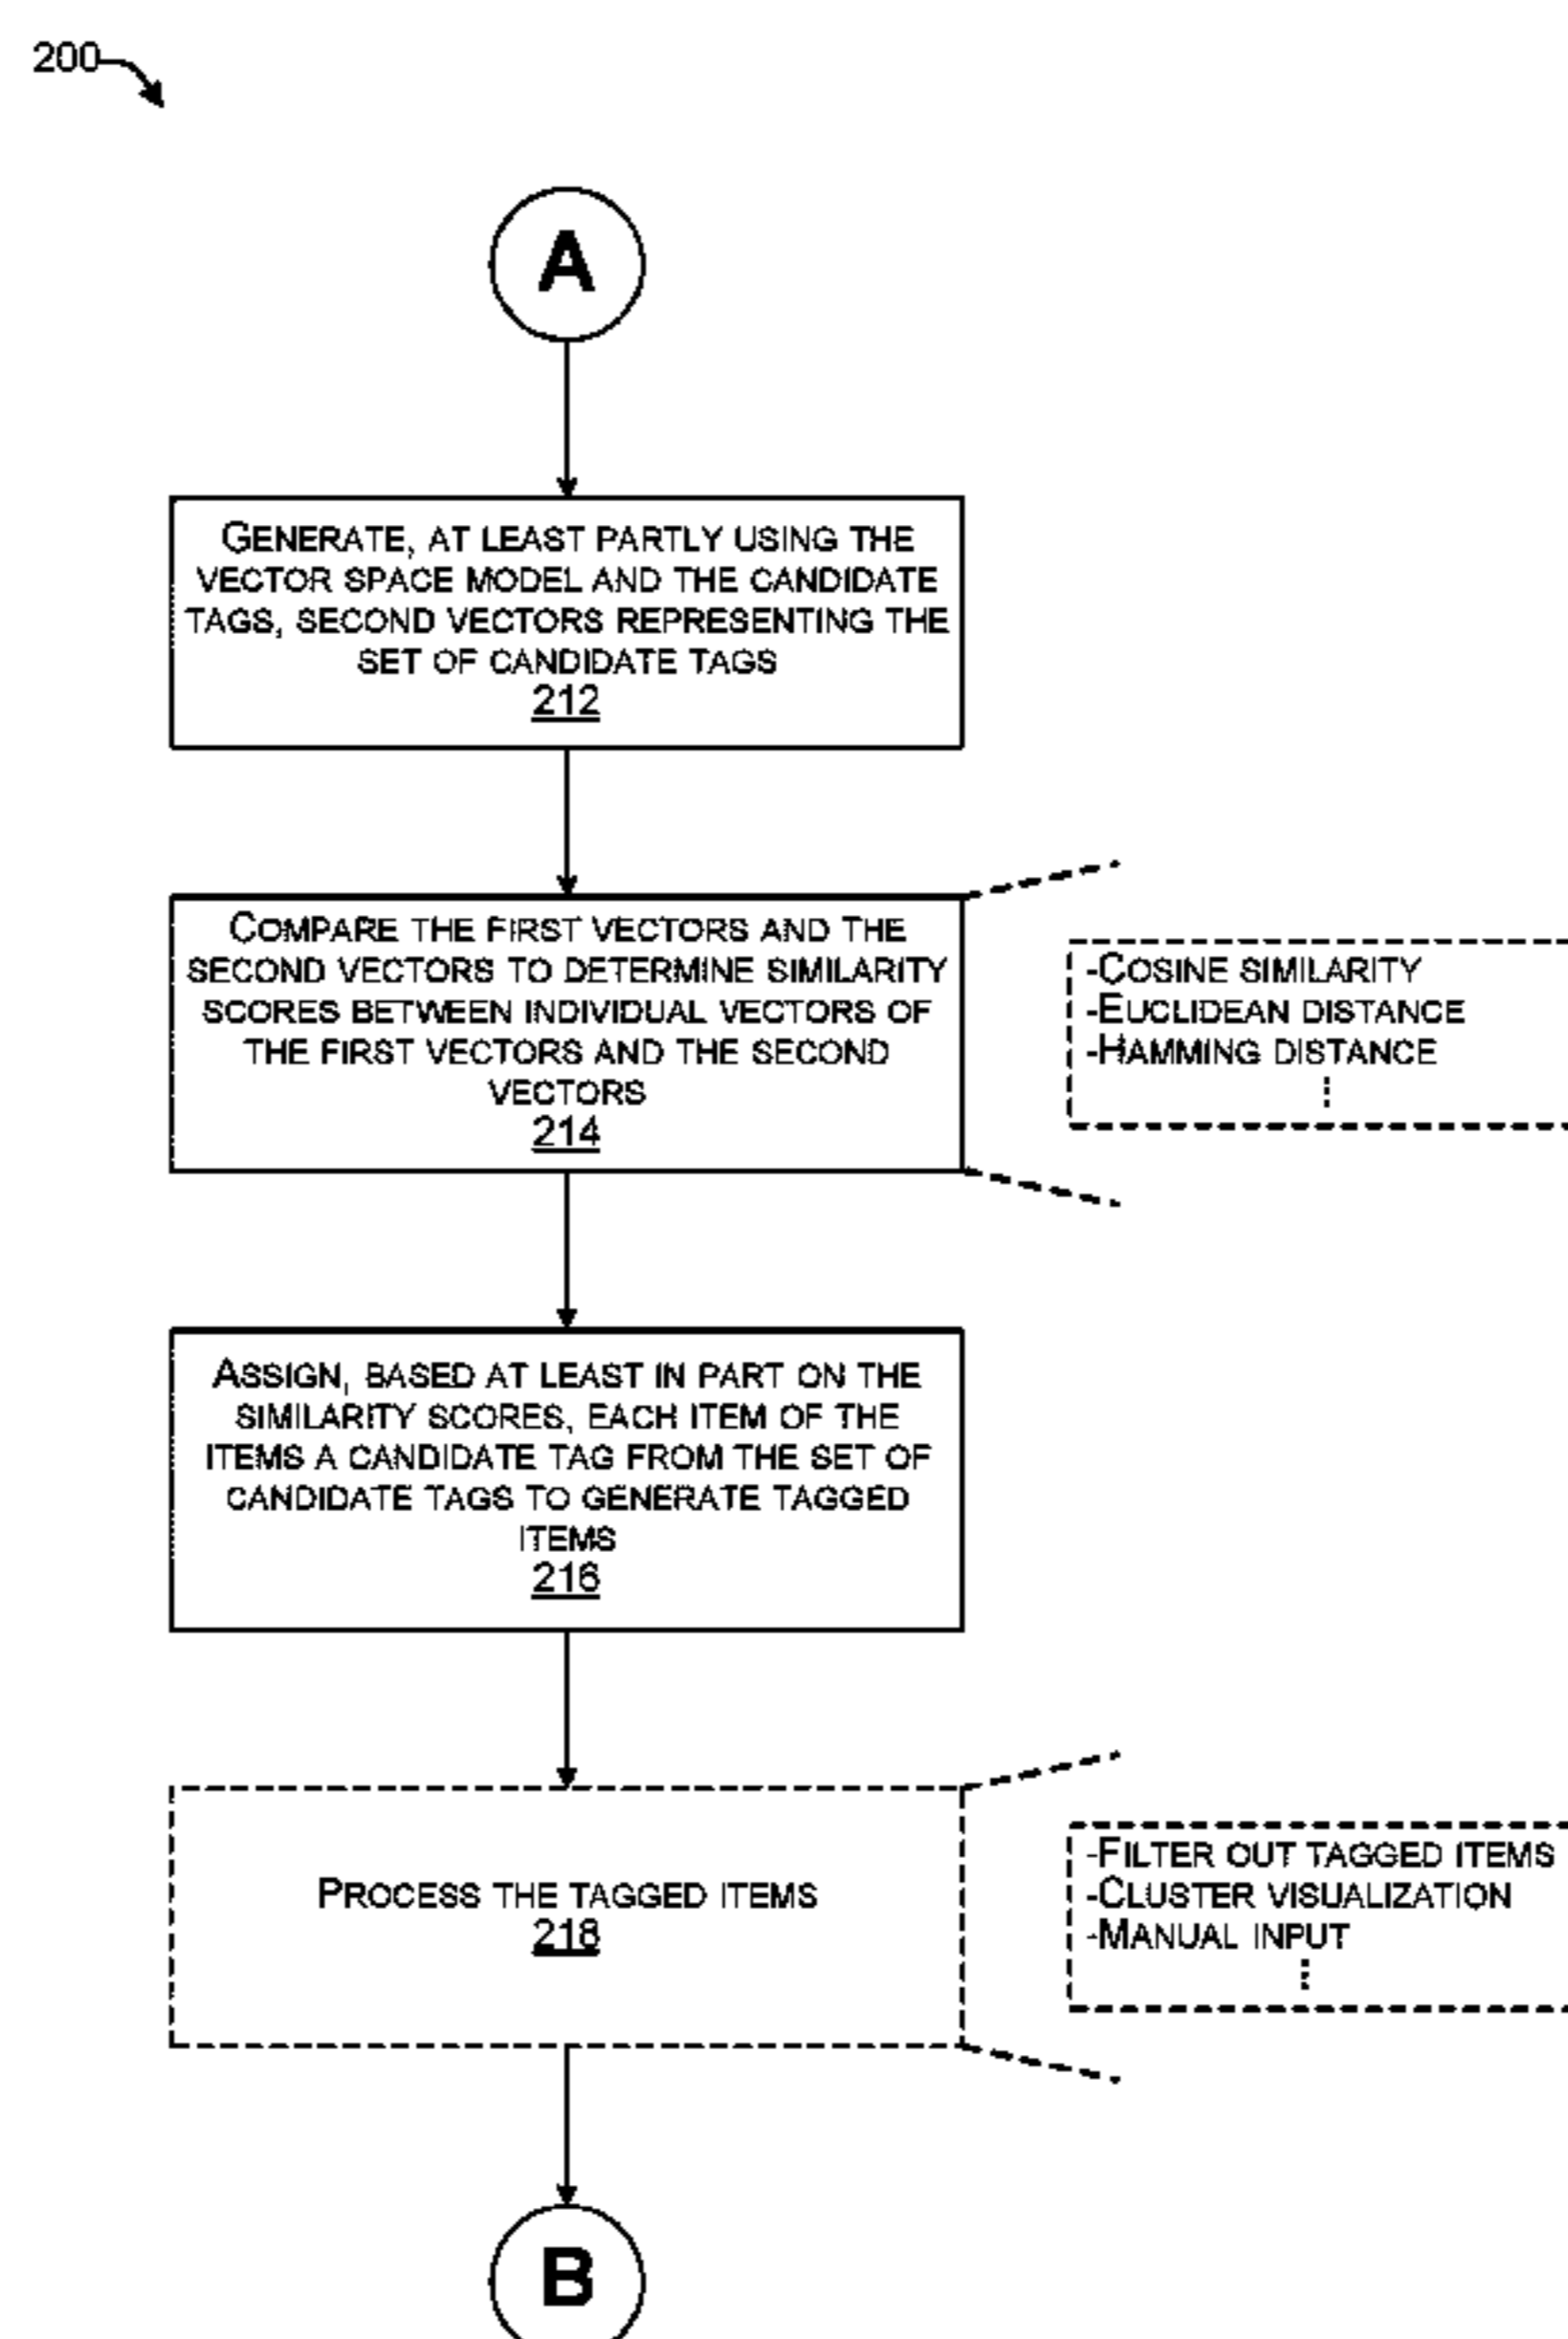 200
A
GENERATE, AT LEAST PARTLY USING THE
VECTOR SPACE MODEL AND THE CANDIDATE
TAGS, SECOND VECTORS REPRESENTING THE
SET OF CANDIDATE TAGS
212
COMPARE THE FIRST VECTORS AND THE
SECOND VECTORS TO DETERMINE SIMILARITY
SCORES BETWEEN INDIVIDUAL VECTORS OF
THE FIRST VECTORS AND THE SECOND
VECTORS
214
-COSINE SIMILARITY
-EUCLIDEAN DISTANCE
-HAMMING DISTANCE
ASSIGN, BASED AT LEAST IN PART ON THE
SIMILARITY SCORES, EACH ITEM OF THE
ITEMS A CANDIDATE TAG FROM THE SET OF
CANDIDATE TAGS TO GENERATE TAGGED
ITEMS
216
PROCESS THE TAGGED ITEMS
218
-FILTER OUT TAGGED ITEMS
-CLUSTER VISUALIZATION
-MANUAL INPUT
B